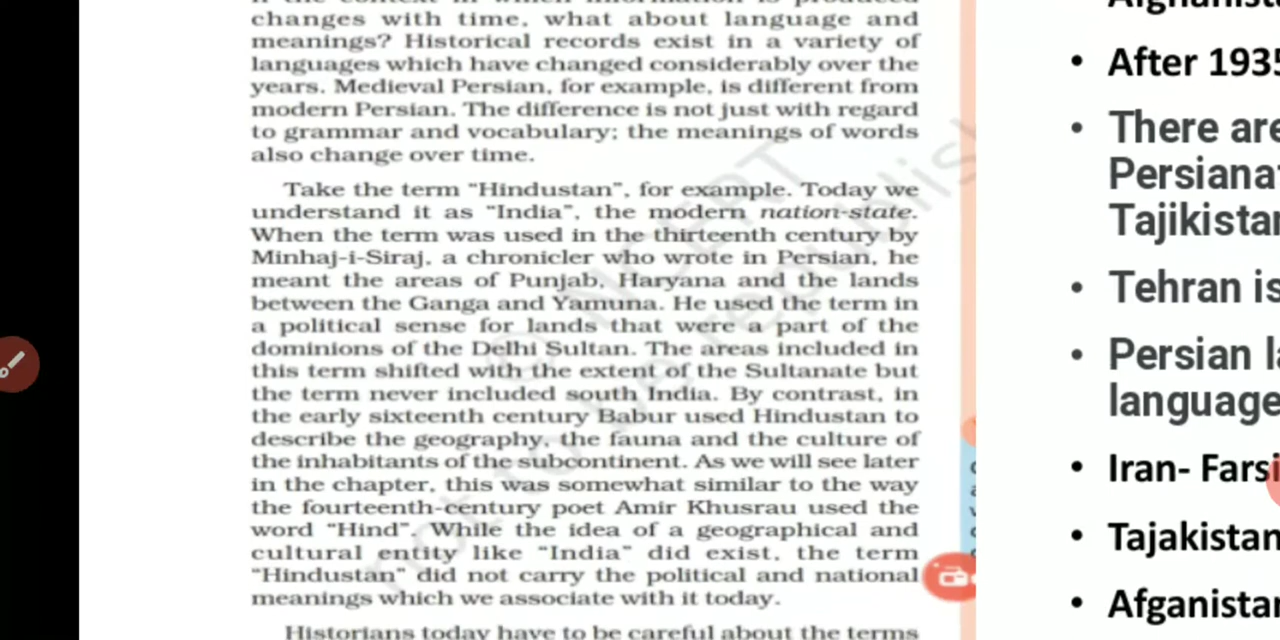 changes with time, what about language and
meanings? Historical records exist in a variety of
languages which have changed considerably over the
years. Medieval Persian, for example, is different from
modern Persian. The difference is not just with regard
to grammar and vocabulary; the meanings of words
also change over time.
Take the term "Hindustan", for example. Today we
understand it as "India", the modern nation-state.
When the term was used in the thirteenth century by
Minhaj-i-Siraj, a chronicler who wrote in Persian, he
meant the areas of Punjab, Haryana and the lands
between the Ganga and Yamuna. He used the term in
a political sense for lands that were a part of the
dominions of the Delhi Sultan. The areas included in
this term shifted with the extent of the Sultanate but
the term never included south India. By contrast, in
the early sixteenth century Babur used Hindustan to
describe the geography, the fauna and the culture of
the inhabitants of the subcontinent. As we will see later
in the chapter, this was somewhat similar to the way
the fourteenth-century poet Amir Khusrau used the
word "Hind". While the idea of a geographical and
cultural entity like "India" did exist, the term
"Hindustan" did not carry the political and national
meanings which we associate with it today.
Historians today have to be careful about the terms
© NCERT
not to be republish
• After 1935
• There are
Persiana
Tajikistan
• Tehran is
• Persian la
language
• Iran- Farsi
• Tajakistan
• Afganistan